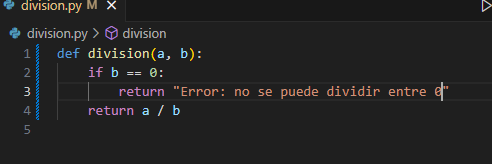 division.py M ×
division.py > division
1 def division(a, b):
2     if b == 0:
3         return "Error: no se puede dividir entre 0"
4     return a / b
5